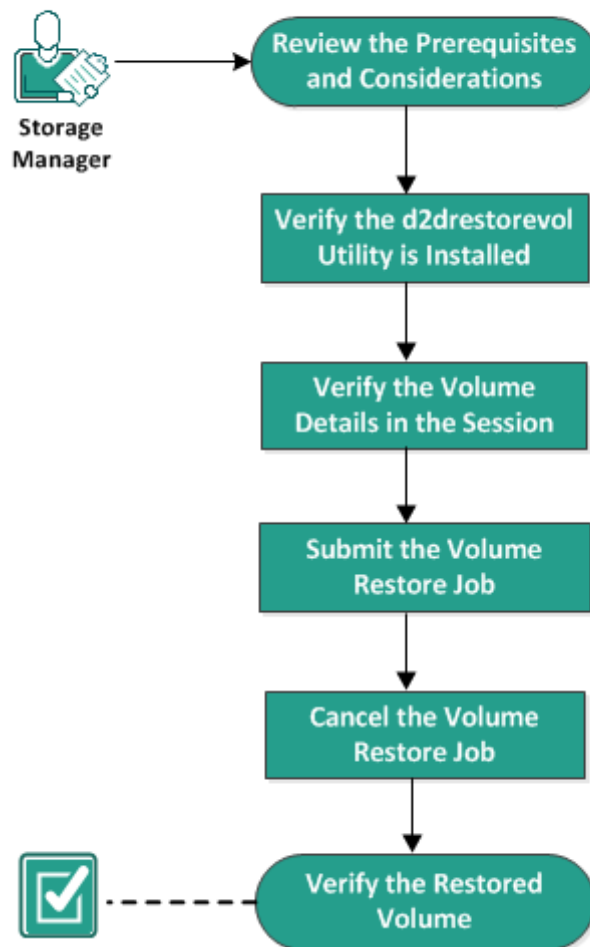 Review the Prerequisites
and Considerations
Storage
Manager
Verify the d2drestorevol
Utility is Installed
Verify the Volume
Details in the Session
Submit the Volume
Restore Job
Cancel the Volume
Restore Job
Verify the Restored
Volume